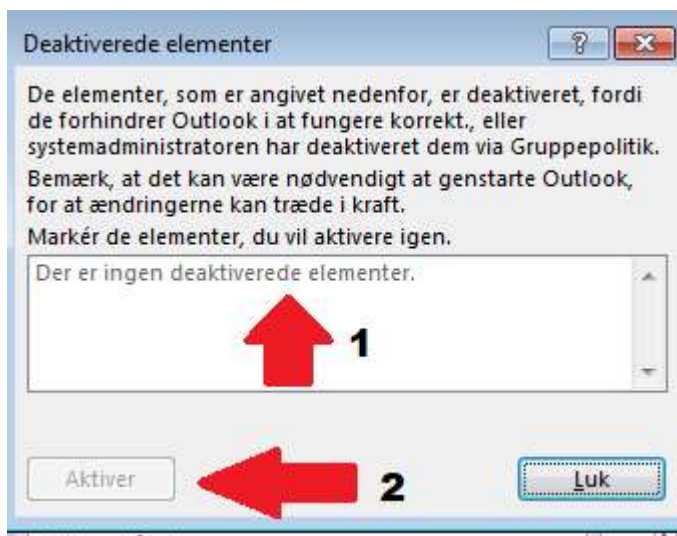 Deaktiverede elementer
De elementer, som er angivet nedenfor, er deaktiveret, fordi
de forhindrer Outlook i at fungere korrekt., eller
systemadministratoren har deaktiveret dem via Gruppepolitik.
Bemærk, at det kan være nødvendigt at genstarte Outlook,
for at ændringerne kan træde i kraft.
Markér de elementer, du vil aktivere igen.
Der er ingen deaktiverede elementer.
1
Aktiver
2
Luk